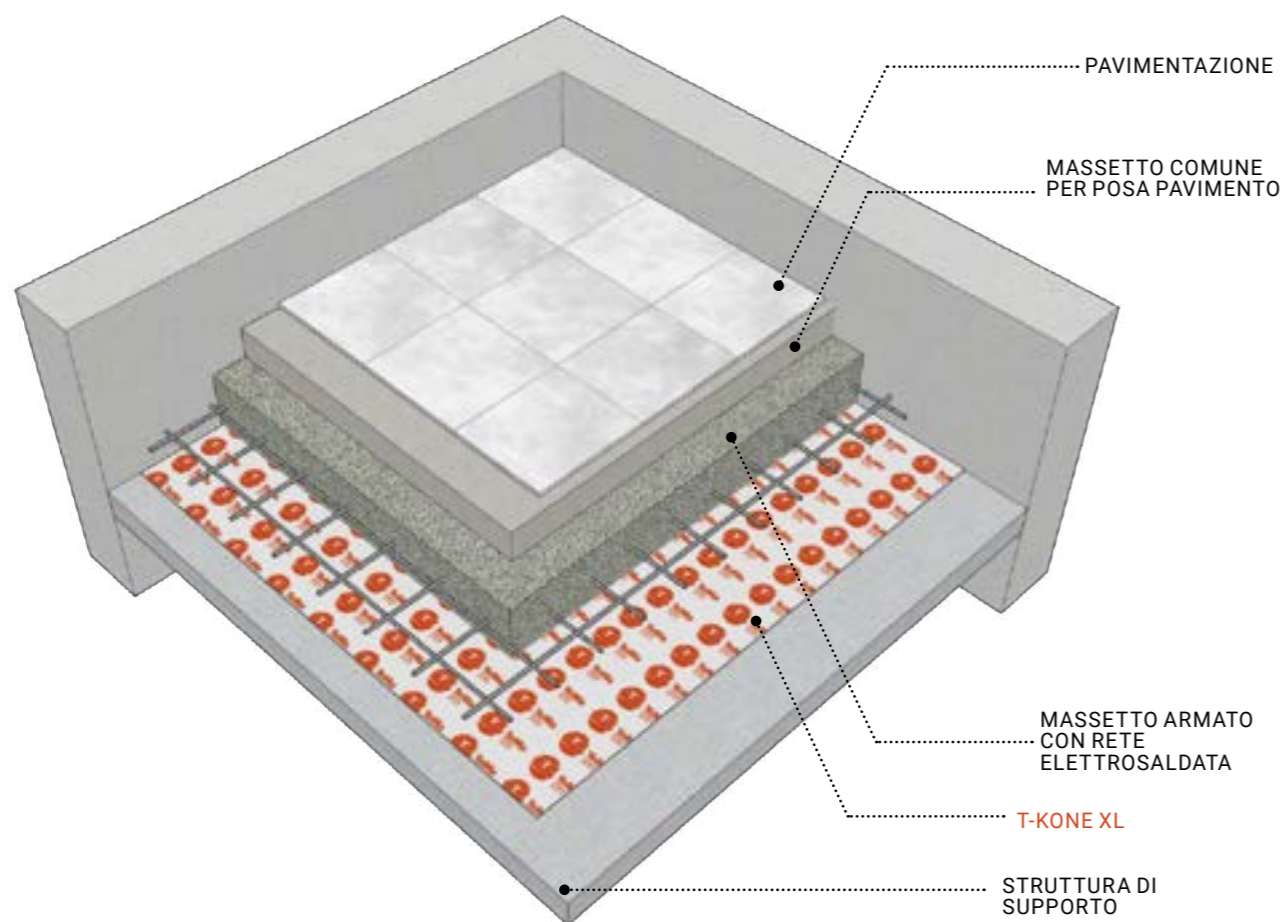 PAVIMENTAZIONE
MASSETTO COMUNE
PER POSA PAVIMENTO
MASSETTO ARMATO
CON RETE
ELETTROSALDATA
T-KONE XL
STRUTTURA DI
SUPPORTO